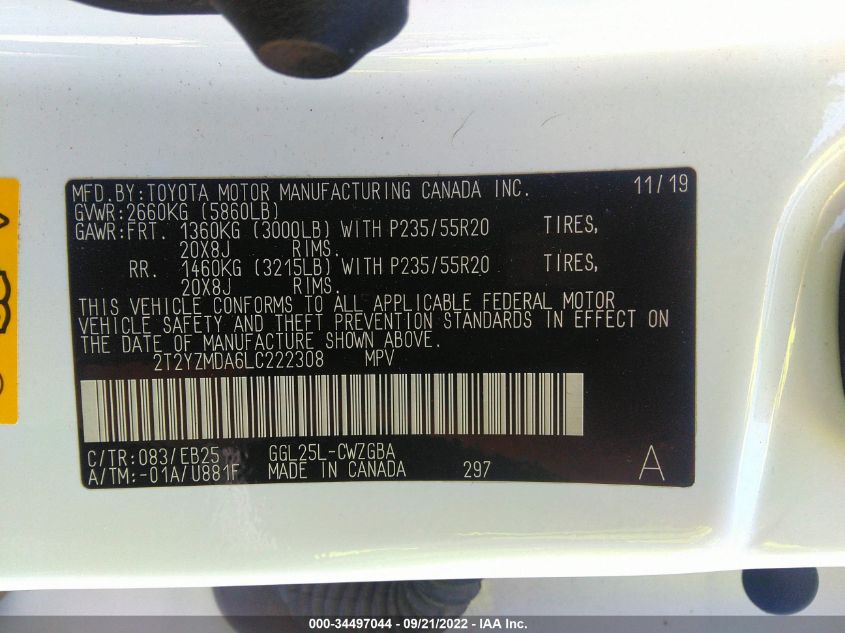 MFD.BY:TOYOTA MOTOR MANUFACTURING CANADA INC. 11/19
GVWR:2660KG (5860LB)
GAWR:FRT. 1360KG (3000LB) WITH P235/55R20 TIRES,
20X8J RIMS.
RR. 1460KG (3215LB) WITH P235/55R20 TIRES,
20X8J RIMS.
THIS VEHICLE CONFORMS TO ALL APPLICABLE FEDERAL MOTOR
VEHICLE SAFETY AND THEFT PREVENTION STANDARDS IN EFFECT ON
THE DATE OF MANUFACTURE SHOWN ABOVE.
2T2YZMDA6LC222308 MPV
C/TR:083/EB25 GGL25L-CWZGBA
A/TM:-01A/U881F MADE IN CANADA 297 A
000-34497044 - 09/21/2022 - IAA Inc.